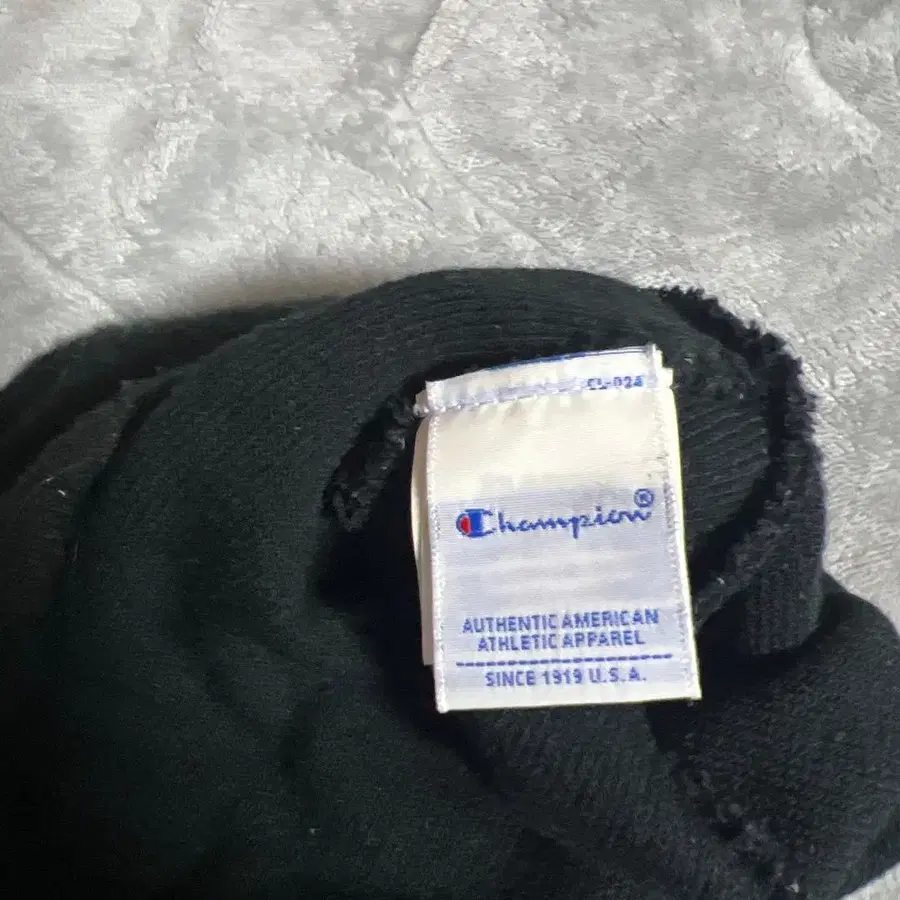 Champion®
AUTHENTIC AMERICAN
ATHLETIC APPAREL
SINCE 1919 U.S.A.